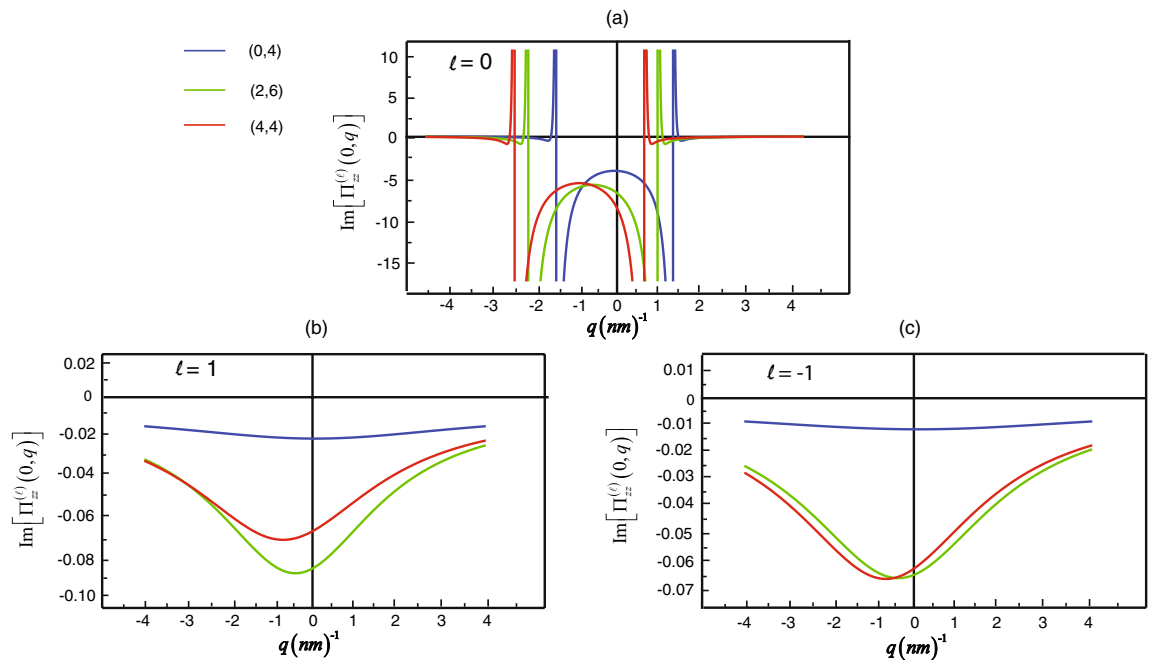 (a)
(0,4)
(2,6)
(4,4)
ℓ = 0
10
5
0
-5
-10
-15
Im[Π_zz^(ℓ)(0,q)]
-4 -3 -2 -1 0 1 2 3 4
q(nm)^-1
(b)
ℓ = 1
0.02
0
-0.02
-0.04
-0.06
-0.08
-0.10
Im[Π_zz^(ℓ)(0,q)]
-4 -3 -2 -1 0 1 2 3 4
q(nm)^-1
(c)
ℓ = -1
0.01
0
-0.01
-0.02
-0.03
-0.04
-0.05
-0.06
-0.07
Im[Π_zz^(ℓ)(0,q)]
-4 -3 -2 -1 0 1 2 3 4
q(nm)^-1